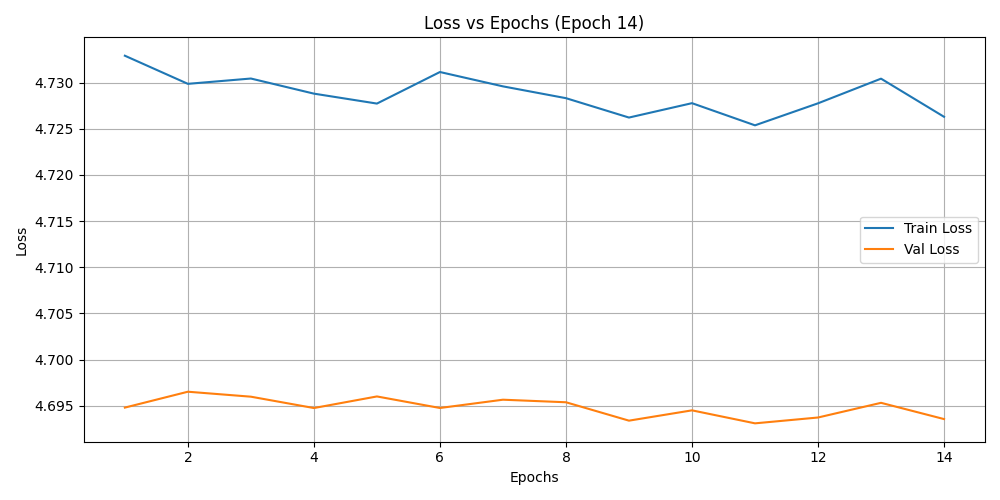 Loss vs Epochs (Epoch 14)
4.730
4.725
4.720
4.715
4.710
4.705
4.700
4.695
Loss
Train Loss
Val Loss
2 4 6 8 10 12 14
Epochs